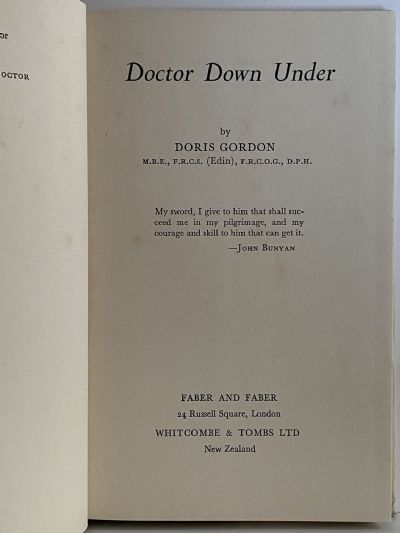 or
OCTOR
Doctor Down Under
by
DORIS GORDON
M.B.E., F.R.C.S. (Edin), F.R.C.O.G., D.P.H.
My sword, I give to him that shall suc-
ceed me in my pilgrimage, and my
courage and skill to him that can get it.
—JOHN BUNYAN
FABER AND FABER
24 Russell Square, London
WHITCOMBE & TOMBS LTD
New Zealand